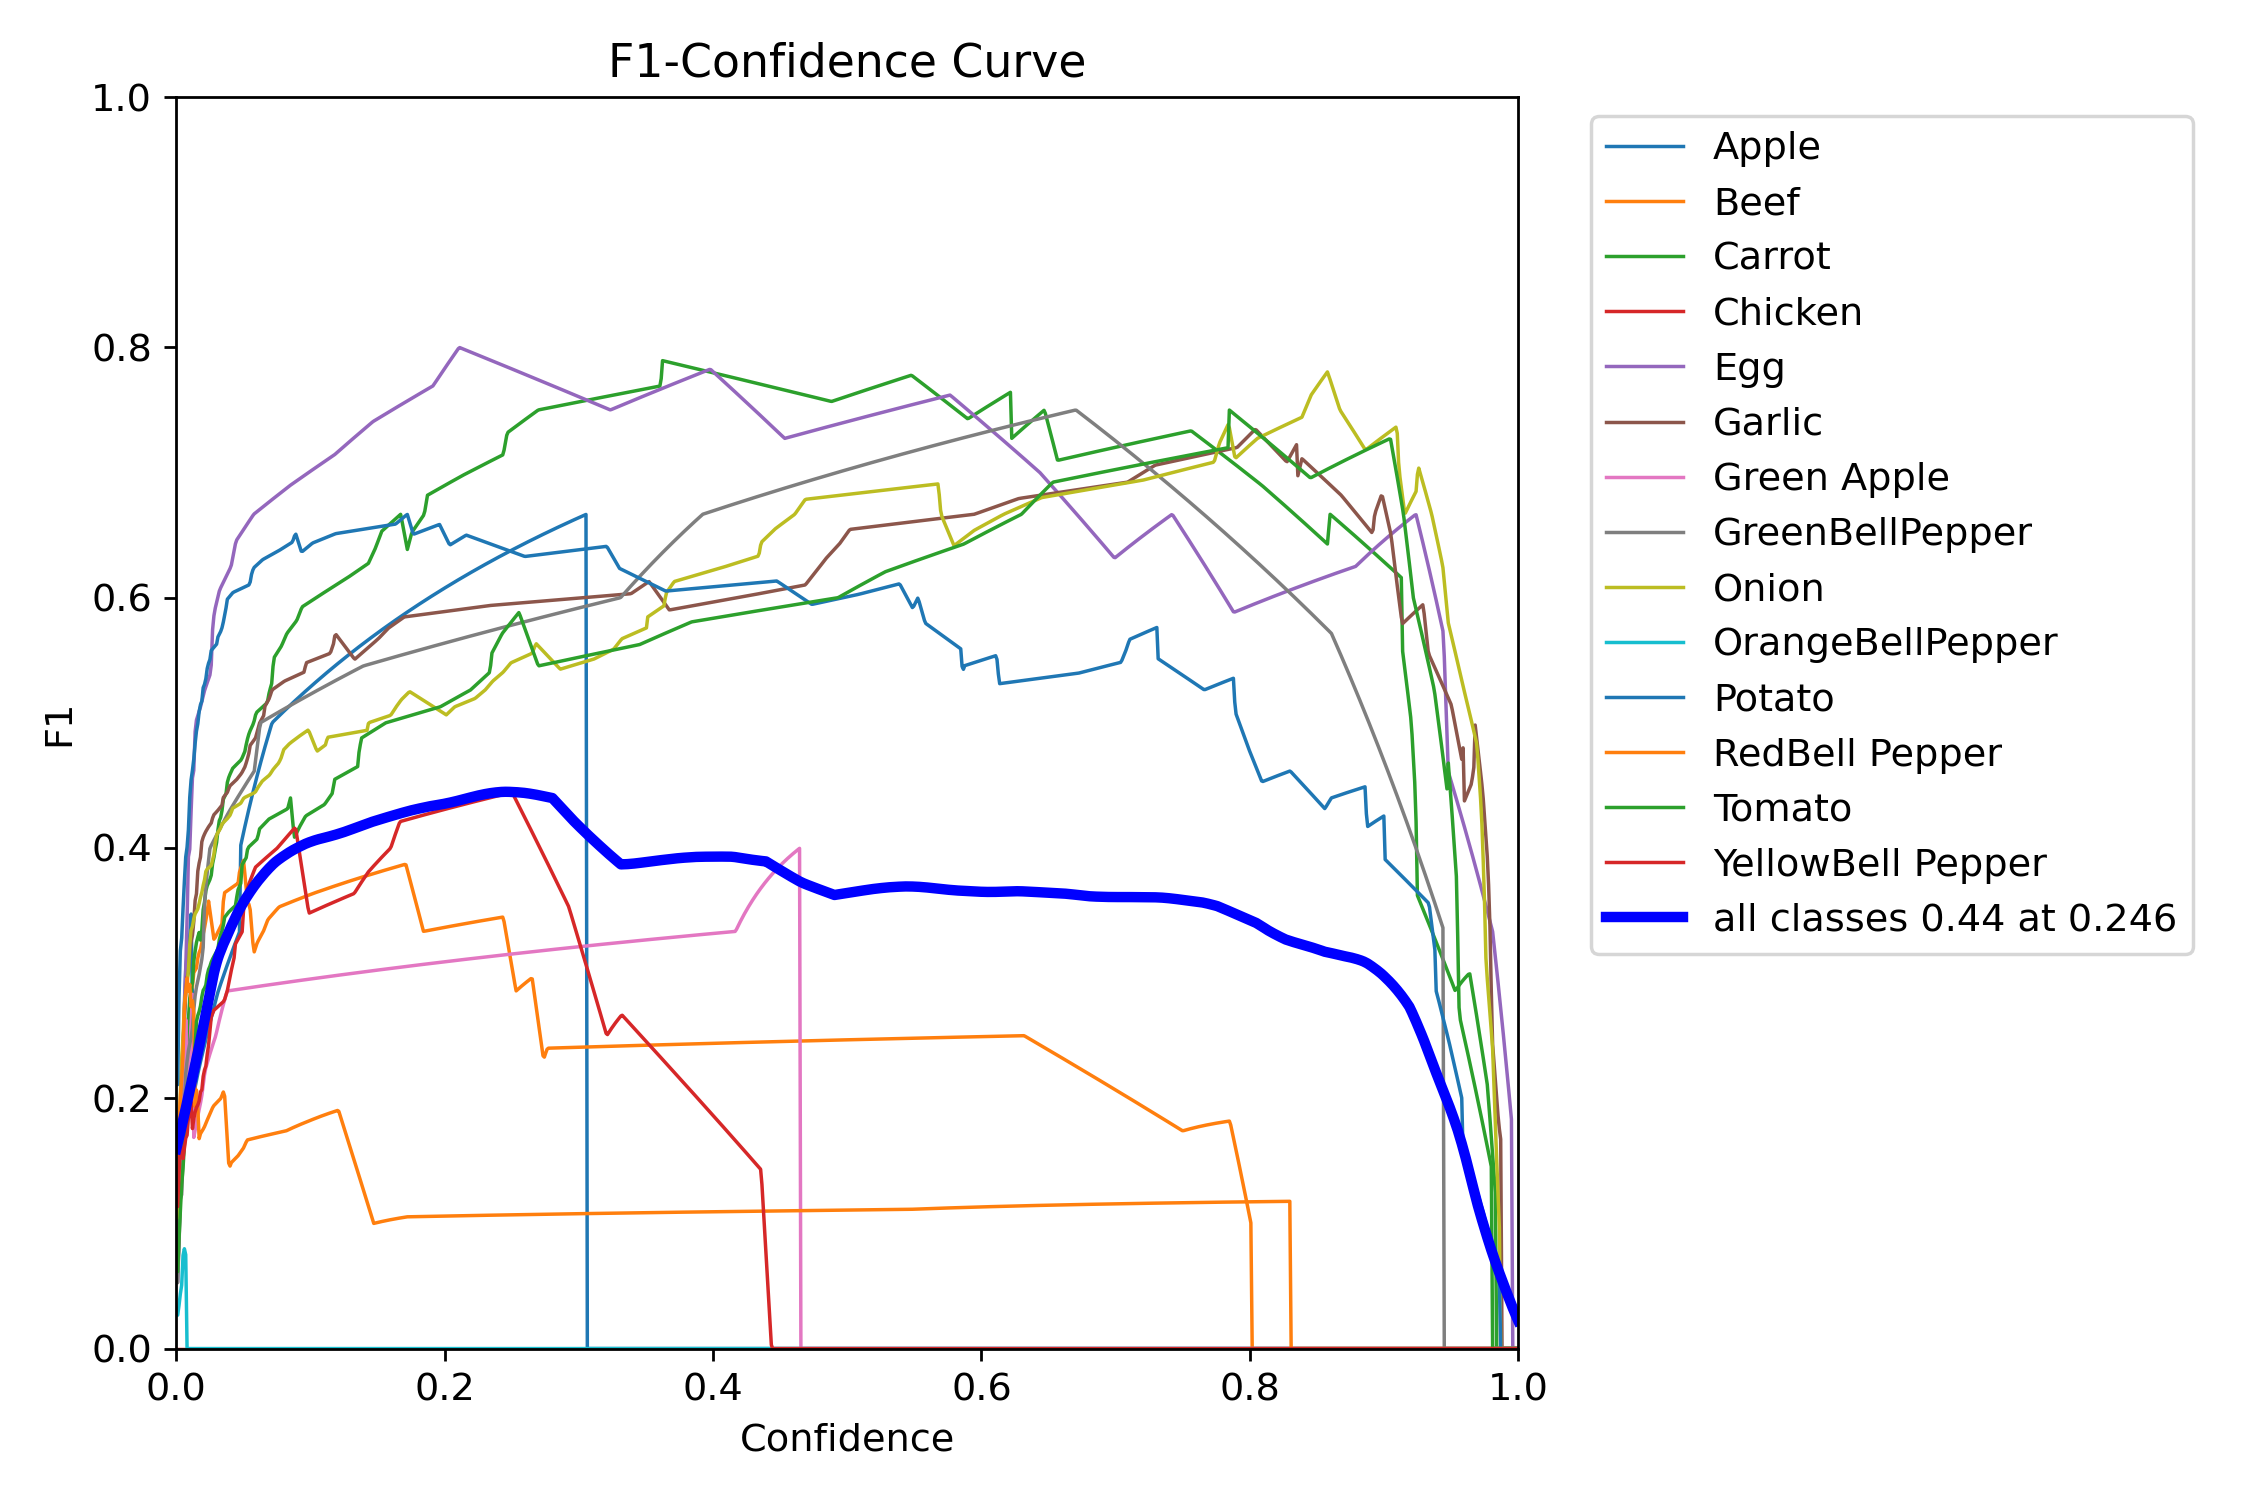 F1-Confidence Curve
1.0
0.8
0.6
0.4
0.2
0.0
F1
0.0 0.2 0.4 0.6 0.8 1.0
Confidence
Apple
Beef
Carrot
Chicken
Egg
Garlic
Green Apple
GreenBellPepper
Onion
OrangeBellPepper
Potato
RedBell Pepper
Tomato
YellowBell Pepper
all classes 0.44 at 0.246